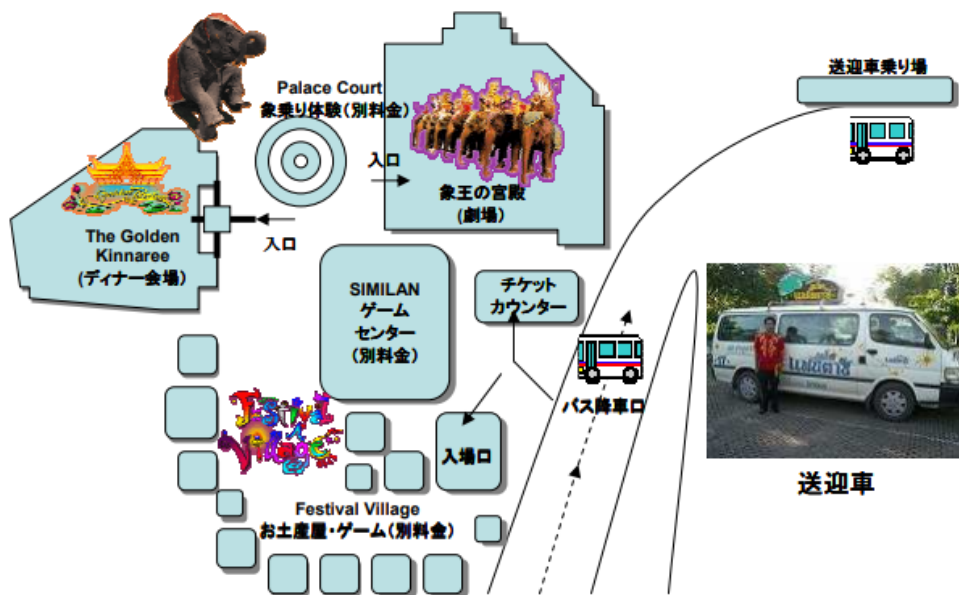 送迎車乗り場
Palace Court
象乗り体験(別料金)
入口
象王の宮殿
(劇場)
The Golden
Kinnaree
(ディナー会場)
入口
SIMILAN
ゲーム
センター
(別料金)
チケット
カウンター
バス降車口
Festival
Village
入場口
送迎車
Festival Village
お土産屋・ゲーム(別料金)